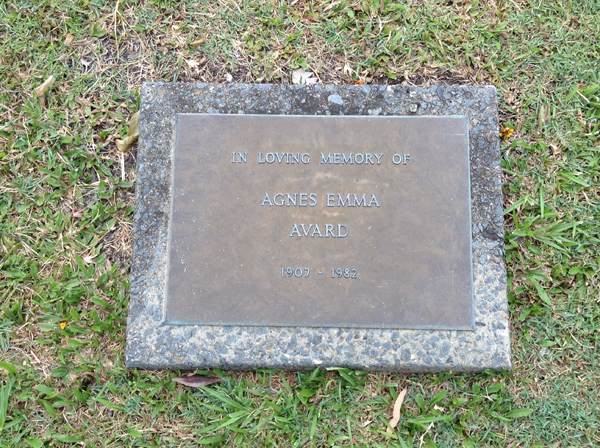 IN LOVING MEMORY OF
AGNES EMMA
AVARD
1907 - 1982